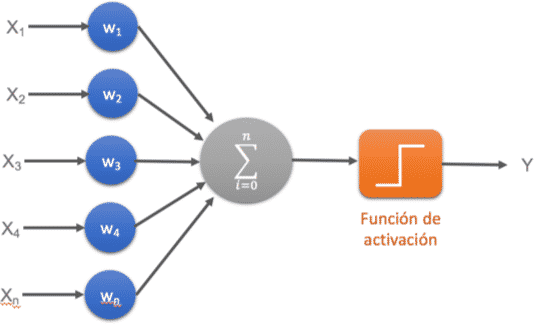 X1
w1
X2
w2
X3
w3
X4
w4
Xn
wn
n
∑
i=0
Y
Función de
activación